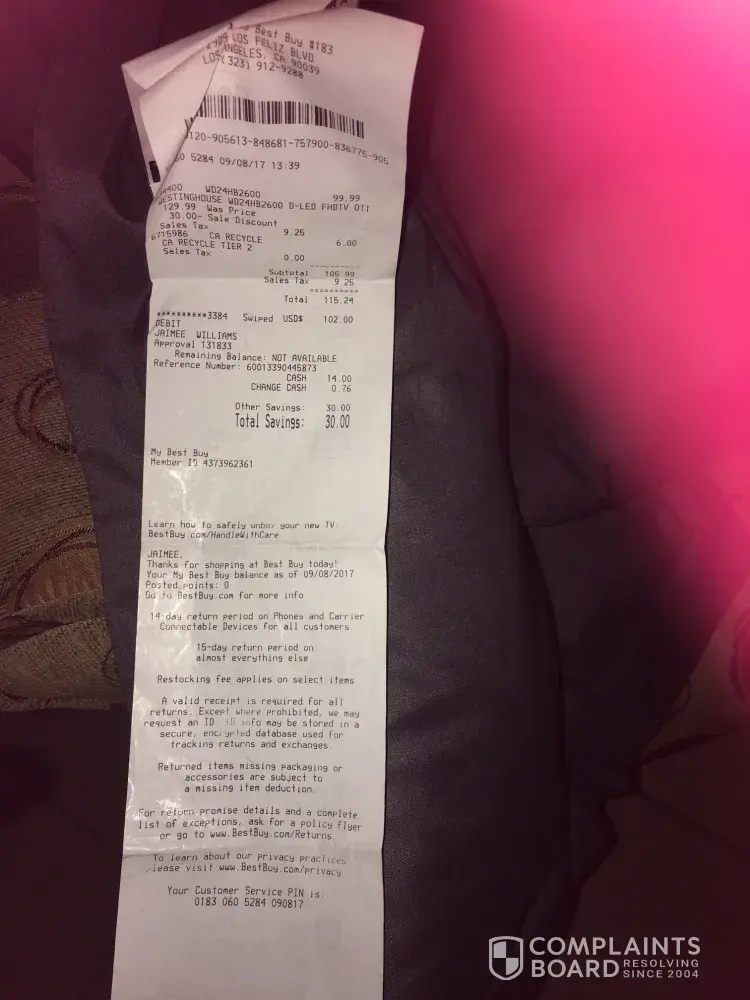 Best Buy #183
2909 LOS FELIZ BLVD
LOS ANGELES, CA 90039
(323) 912-9288
120-905613-848681-757900-836775-905
60 5284 09/08/17 13:39
4400 WD24HB2600 99.99
WESTINGHOUSE WD24HB2600 D-LED FHDTV OTI
129.99 Was Price
30.00- Sale Discount
Sales Tax 9.25
6715986 CA RECYCLE 6.00
CA RECYCLE TIER 2
Sales Tax 0.00
Subtotal 105.99
Sales Tax 9.25
Total 115.24
**********3384 Swiped USD$ 102.00
DEBIT
JAIMEE WILLIAMS
Approval 131833
Remaining Balance: NOT AVAILABLE
Reference Number: 60013390445873
CASH 14.00
CHANGE CASH 0.76
Other Savings: 30.00
Total Savings: 30.00
My Best Buy
Member ID 4373962361
Learn how to safely unbox your new TV:
BestBuy.com/HandleWithCare
JAIMEE,
Thanks for shopping at Best Buy today!
Your My Best Buy balance as of 09/08/2017
Posted points: 0
Go to BestBuy.com for more info
14-day return period on Phones and Carrier
Connectable Devices for all customers
15-day return period on
almost everything else
Restocking fee applies on select items
A valid receipt is required for all
returns. Except where prohibited, we may
request an ID. ID info may be stored in a
secure, encrypted database used for
tracking returns and exchanges.
Returned items missing packaging or
accessories are subject to
a missing item deduction.
For return promise details and a complete
list of exceptions, ask for a policy flyer
or go to www.BestBuy.com/Returns
To learn about our privacy practices
please visit www.BestBuy.com/privacy
Your Customer Service PIN is:
0183 060 5284 090817
COMPLAINTS
BOARD RESOLVING
SINCE 2004